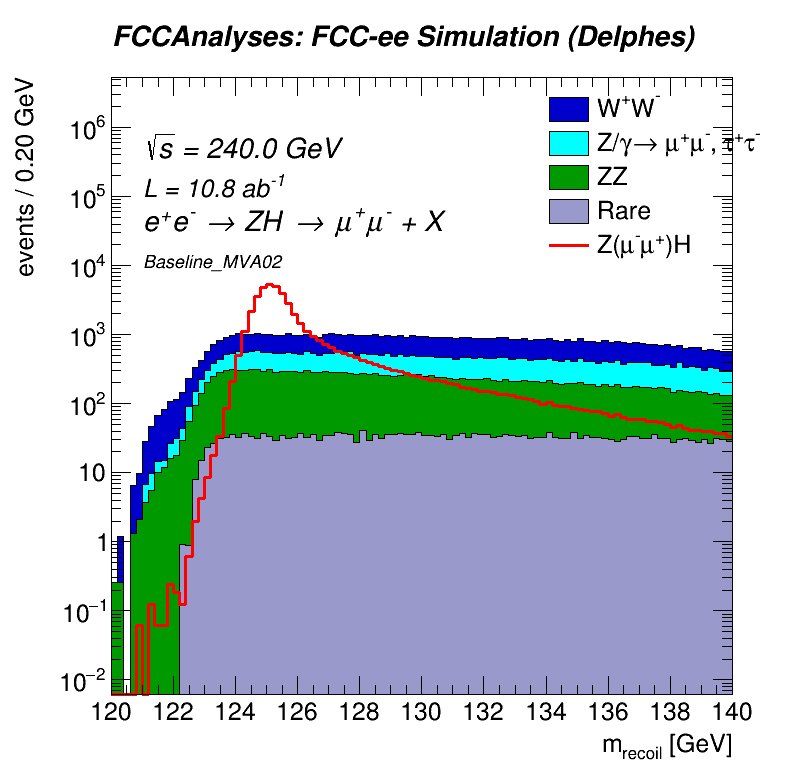 FCCAnalyses: FCC-ee Simulation (Delphes)
events / 0.20 GeV
√s = 240.0 GeV
L = 10.8 ab⁻¹
e⁺e⁻ → ZH → μ⁺μ⁻ + X
Baseline_MVA02
W⁺W⁻
Z/γ→ μ⁺μ⁻, τ⁺τ⁻
ZZ
Rare
Z(μ⁻μ⁺)H
10⁶
10⁵
10⁴
10³
10²
10
1
10⁻¹
10⁻²
120 122 124 126 128 130 132 134 136 138 140
m_recoil [GeV]